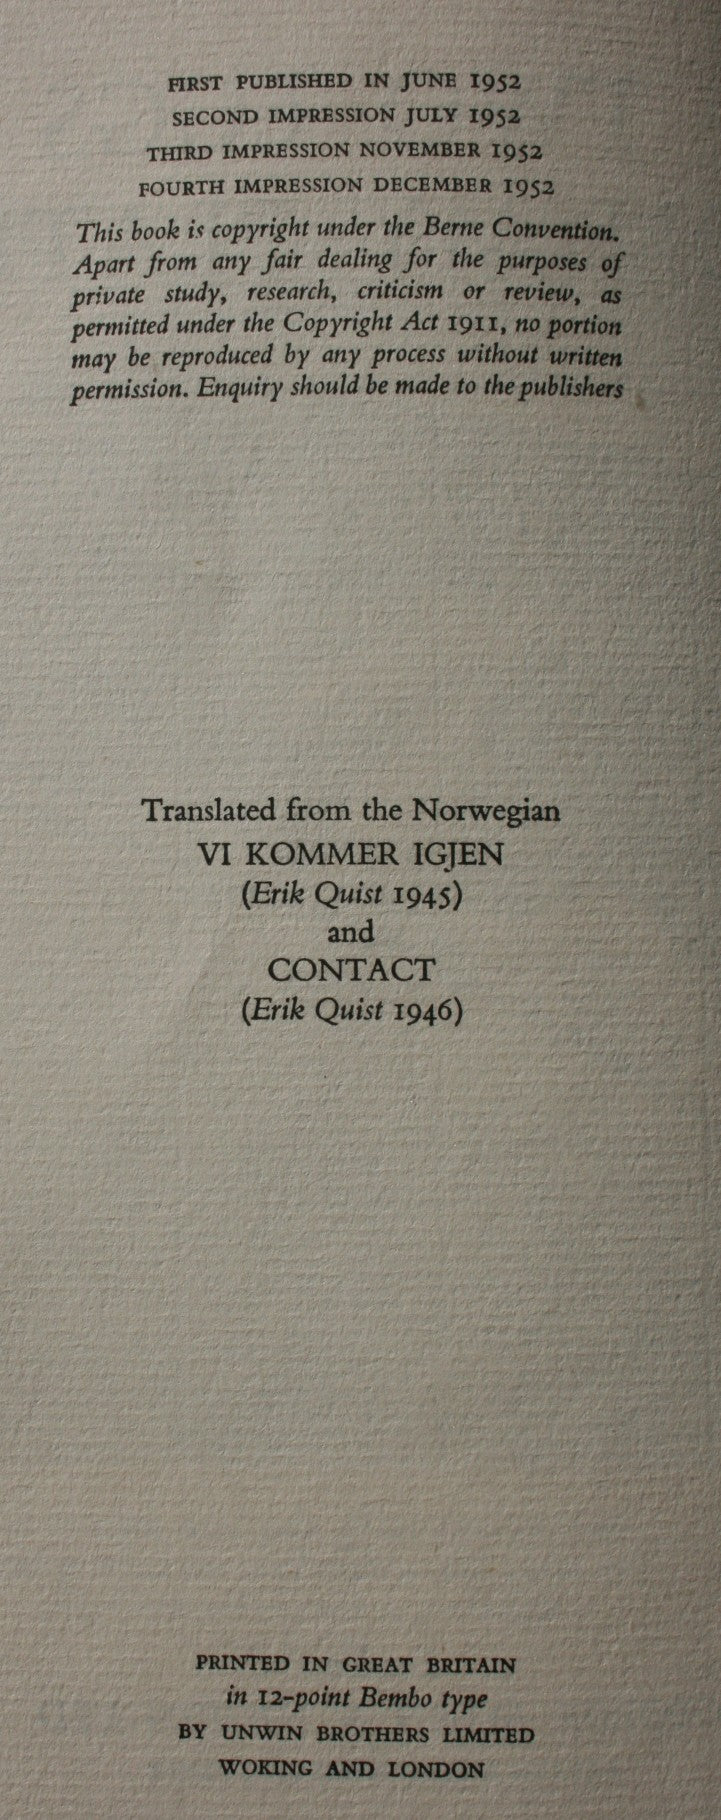 FIRST PUBLISHED IN JUNE 1952
SECOND IMPRESSION JULY 1952
THIRD IMPRESSION NOVEMBER 1952
FOURTH IMPRESSION DECEMBER 1952
This book is copyright under the Berne Convention.
Apart from any fair dealing for the purposes of
private study, research, criticism or review, as
permitted under the Copyright Act 1911, no portion
may be reproduced by any process without written
permission. Enquiry should be made to the publishers
Translated from the Norwegian
VI KOMMER IGJEN
(Erik Quist 1945)
and
CONTACT
(Erik Quist 1946)
PRINTED IN GREAT BRITAIN
in 12-point Bembo type
BY UNWIN BROTHERS LIMITED
WOKING AND LONDON